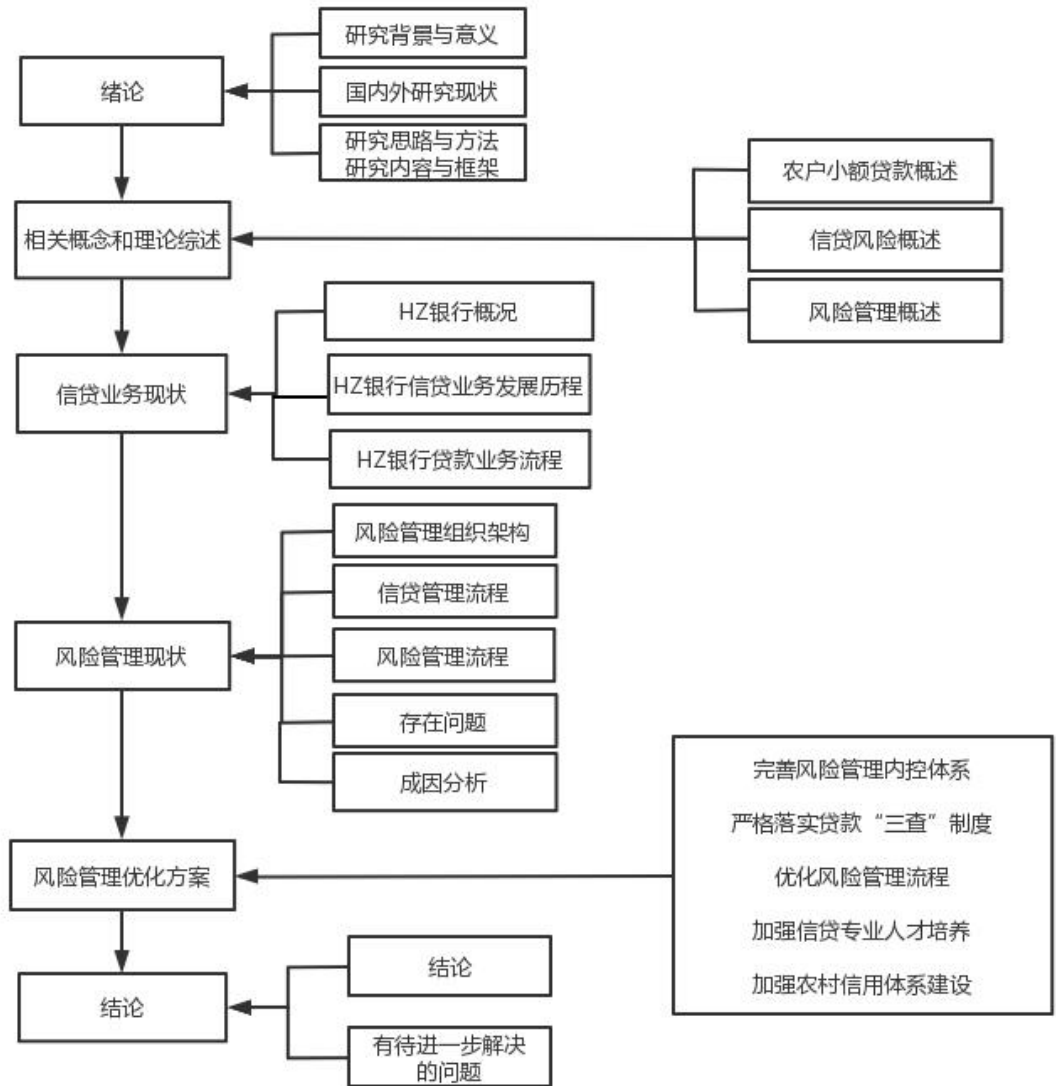 研究背景与意义
绪论
国内外研究现状
研究思路与方法
研究内容与框架
农户小额贷款概述
相关概念和理论综述
信贷风险概述
风险管理概述
HZ银行概况
信贷业务现状
HZ银行信贷业务发展历程
HZ银行贷款业务流程
风险管理组织架构
信贷管理流程
风险管理现状
风险管理流程
存在问题
成因分析
完善风险管理内控体系
严格落实贷款“三查”制度
风险管理优化方案
优化风险管理流程
加强信贷专业人才培养
加强农村信用体系建设
结论
结论
有待进一步解决
的问题